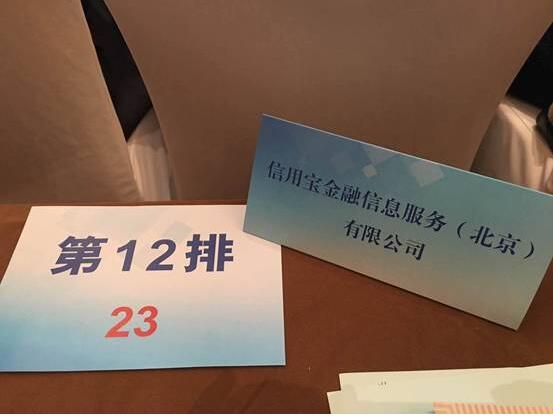 第12排
23
信用宝金融信息服务（北京）
有限公司